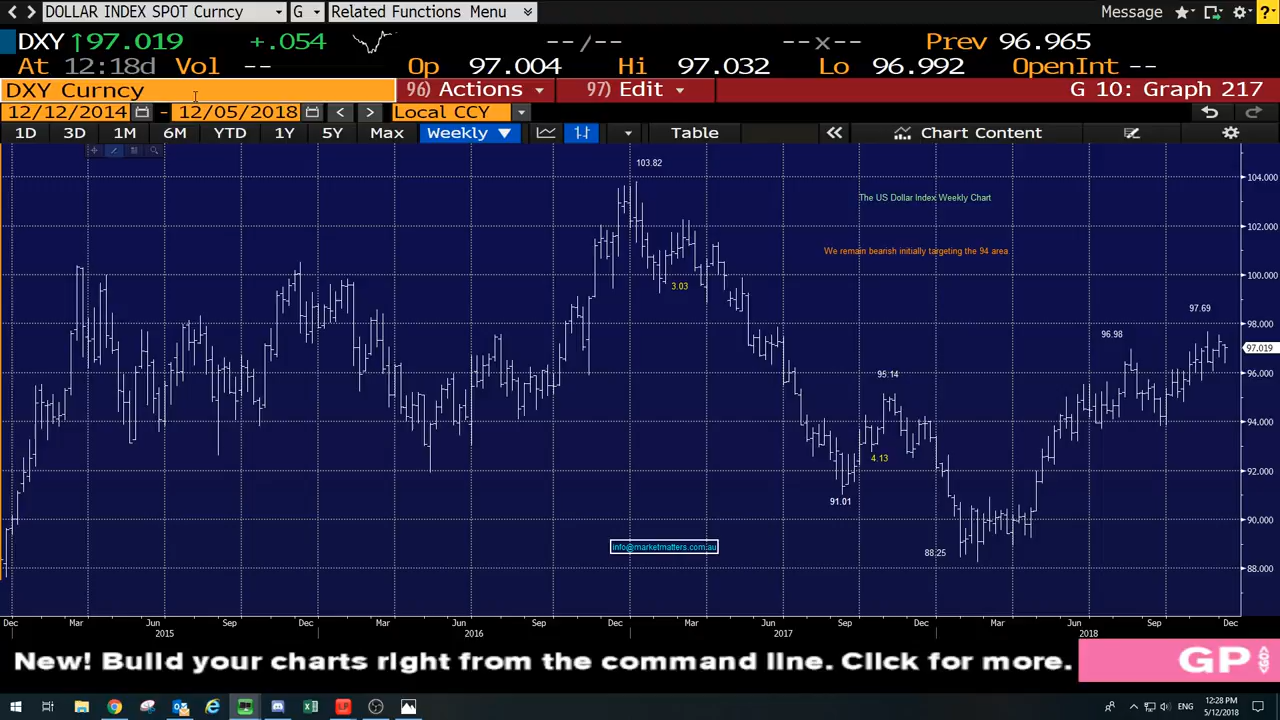 DOLLAR INDEX SPOT Curncy G Related Functions Menu Message ?
DXY ↑97.019 +.054 --/-- --x-- Prev 96.965
At 12:18d Vol -- Op 97.004 Hi 97.032 Lo 96.992 OpenInt --
DXY Curncy 96) Actions 97) Edit G 10: Graph 217
12/12/2014 - 12/05/2018 Local CCY
1D 3D 1M 6M YTD 1Y 5Y Max Weekly ▼ Table « Chart Content
103.82
104.000
The US Dollar Index Weekly Chart
102.000
We remain bearish initially targeting the 94 area
100.000
3.03
97.69
98.000
96.98
97.019
96.000
95.14
94.000
4.13
92.000
91.01
90.000
info@marketmatters.com.au
88.25
88.000
Dec Mar Jun Sep Dec Mar Jun Sep Dec Mar Jun Sep Dec Mar Jun Sep Dec
2015 2016 2017 2018
New! Build your charts right from the command line. Click for more. GP
12:28 PM
ENG
5/12/2018